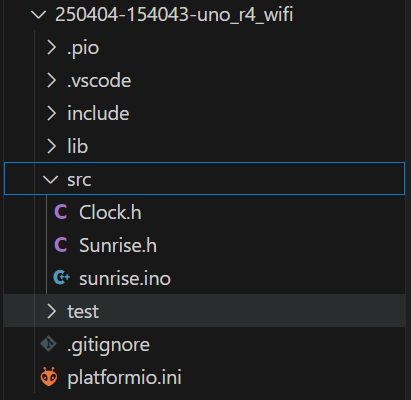 250404-154043-uno_r4_wifi
.pio
.vscode
include
lib
src
C Clock.h
C Sunrise.h
C++ sunrise.ino
test
.gitignore
platformio.ini